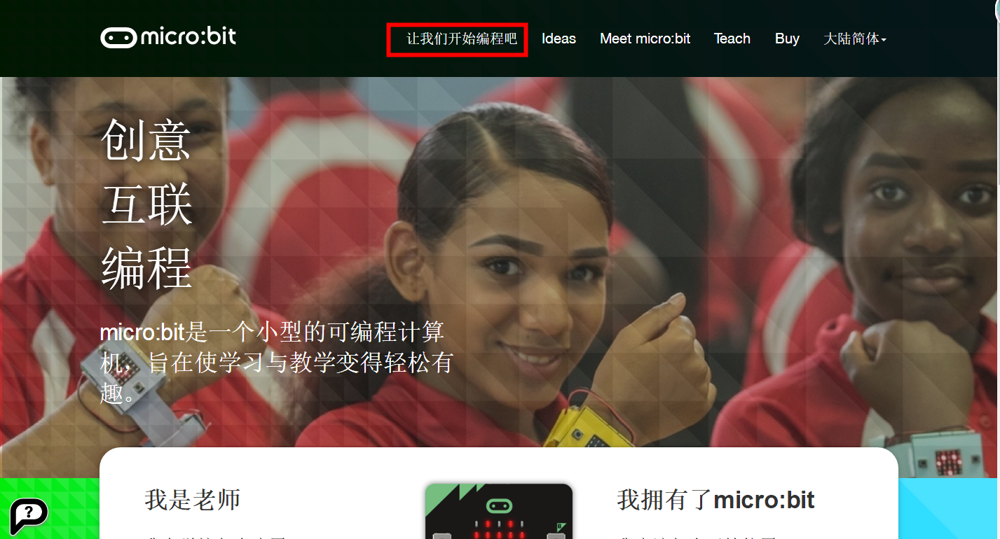 micro:bit
让我们开始编程吧 Ideas Meet micro:bit Teach Buy 大陆简体
创意
互联
编程
micro:bit是一个小型的可编程计算
机， 旨在使学习与教学变得轻松有
趣。
我是老师
我拥有了micro:bit
B
?